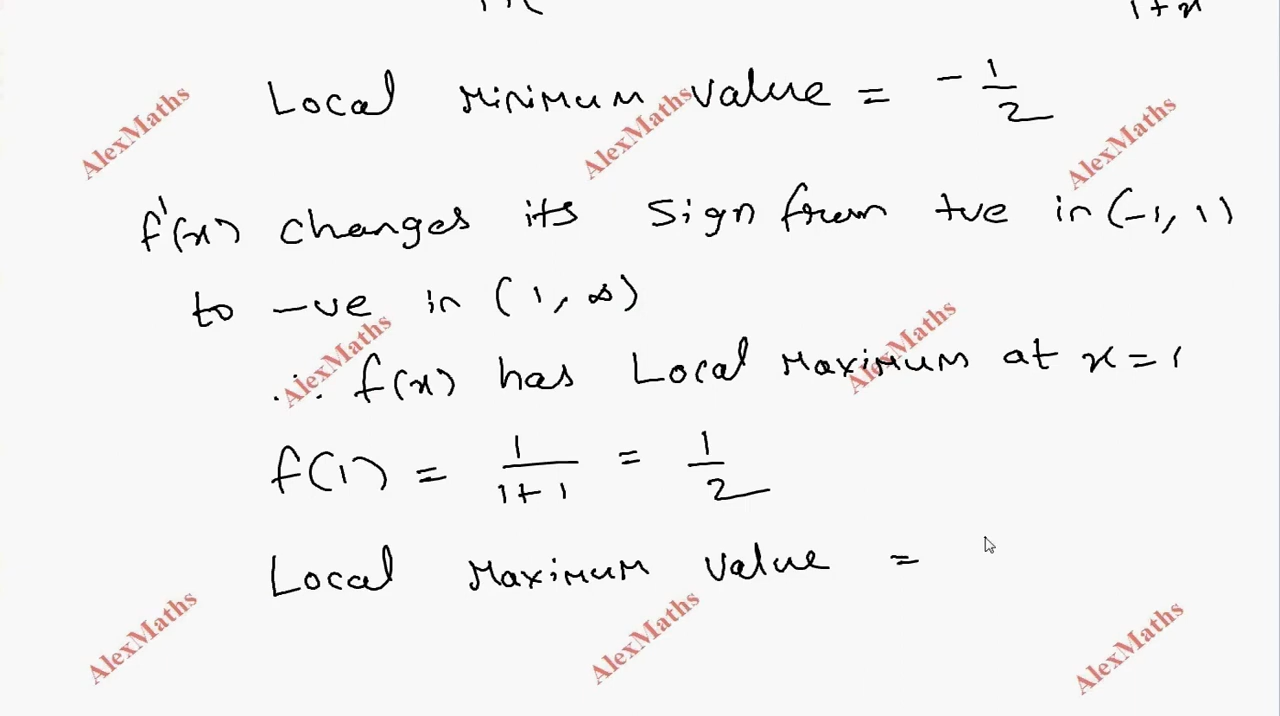 1+x
Local Minimum value = - 1/2
f'(x) changes its sign from +ve in (-1, 1)
to -ve in (1, ∞)
∴ f(x) has Local Maximum at x = 1
f(1) = 1/(1+1) = 1/2
Local Maximum value =
AlexMaths
AlexMaths
AlexMaths
AlexMaths
AlexMaths
AlexMaths
AlexMaths
AlexMaths